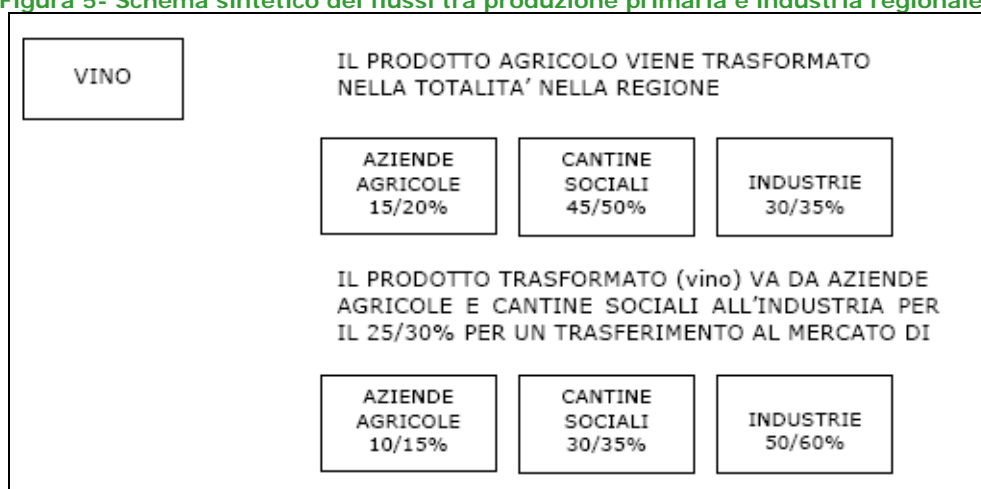 Figura 5- Schema sintetico dei flussi tra produzione primaria e industria regionale
VINO
IL PRODOTTO AGRICOLO VIENE TRASFORMATO
NELLA TOTALITA’ NELLA REGIONE
AZIENDE
AGRICOLE
15/20%
CANTINE
SOCIALI
45/50%
INDUSTRIE
30/35%
IL PRODOTTO TRASFORMATO (vino) VA DA AZIENDE
AGRICOLE E CANTINE SOCIALI ALL’INDUSTRIA PER
IL 25/30% PER UN TRASFERIMENTO AL MERCATO DI
AZIENDE
AGRICOLE
10/15%
CANTINE
SOCIALI
30/35%
INDUSTRIE
50/60%